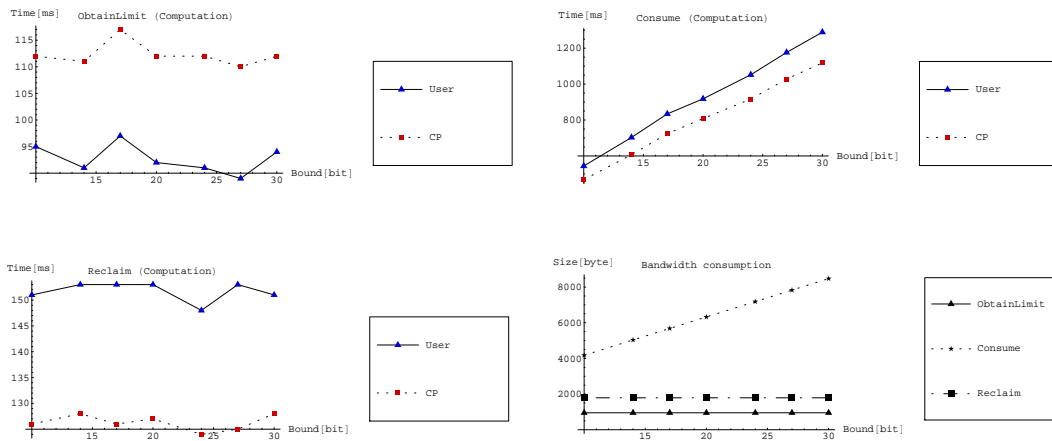 Time[ms]
ObtainLimit (Computation)
115
110
105
100
95
15
20
25
30
Bound[bit]
User
CP
Time[ms]
Consume (Computation)
1200
1000
800
15
20
25
30
Bound[bit]
User
CP
Time[ms]
Reclaim (Computation)
150
145
140
135
130
15
20
25
30
Bound[bit]
User
CP
Size[byte]
Bandwidth consumption
8000
6000
4000
2000
15
20
25
30
Bound[bit]
ObtainLimit
Consume
Reclaim